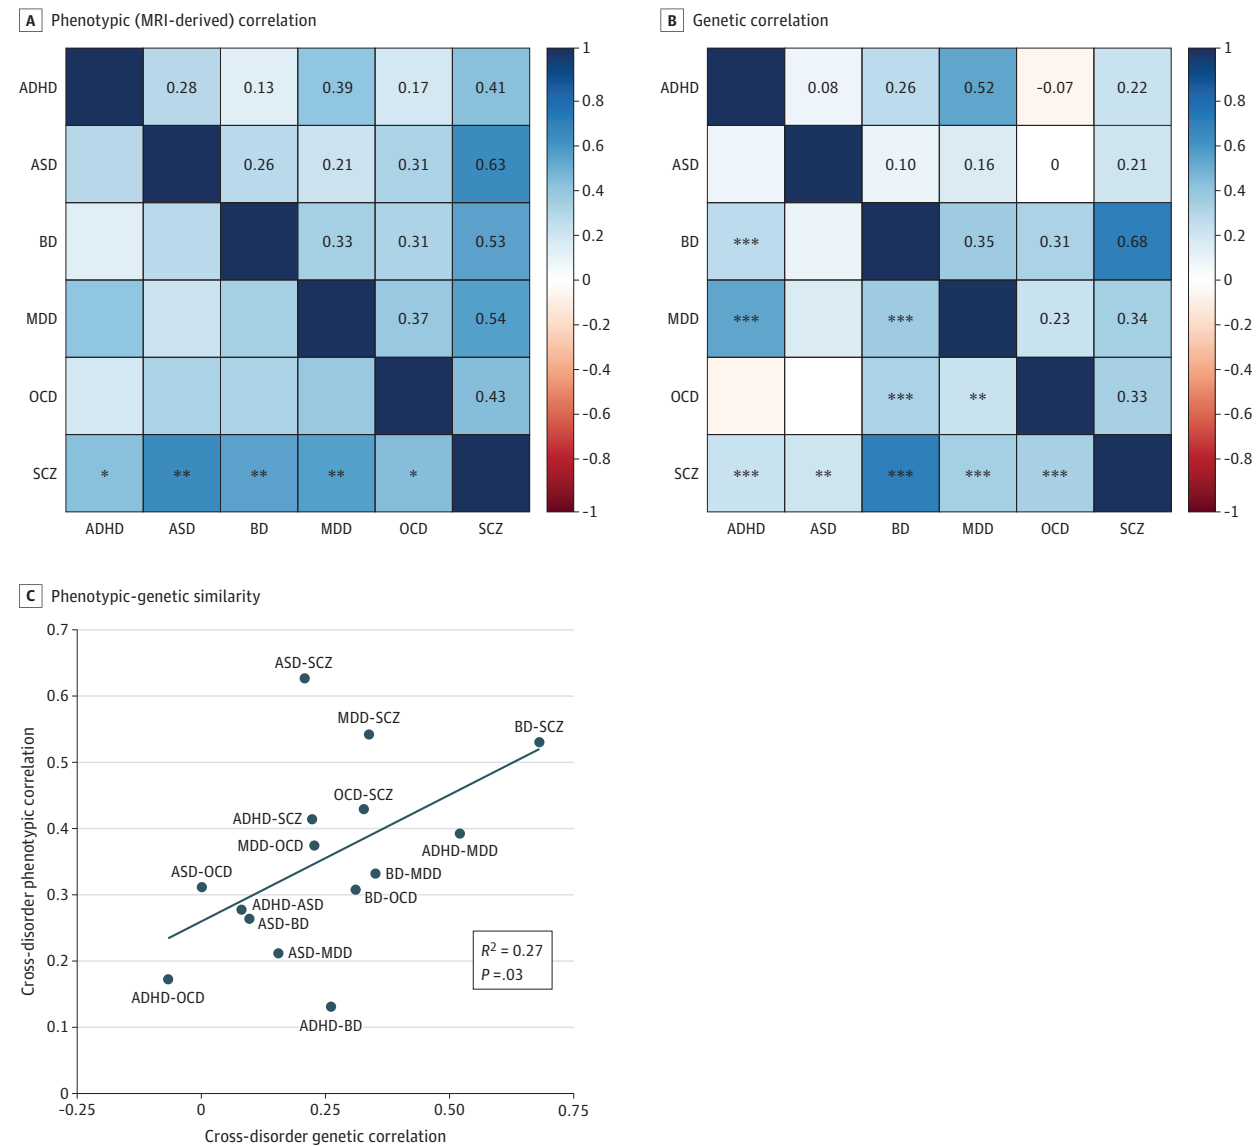 A Phenotypic (MRI-derived) correlation
ADHD 0.28 0.13 0.39 0.17 0.41
ASD 0.26 0.21 0.31 0.63
BD 0.33 0.31 0.53
MDD 0.37 0.54
OCD 0.43
SCZ * ** ** ** *
ADHD ASD BD MDD OCD SCZ
1
0.8
0.6
0.4
0.2
0
-0.2
-0.4
-0.6
-0.8
-1
B Genetic correlation
ADHD 0.08 0.26 0.52 -0.07 0.22
ASD 0.10 0.16 0 0.21
BD *** 0.35 0.31 0.68
MDD *** *** 0.23 0.34
OCD *** ** 0.33
SCZ *** ** *** *** ***
ADHD ASD BD MDD OCD SCZ
1
0.8
0.6
0.4
0.2
0
-0.2
-0.4
-0.6
-0.8
-1
C Phenotypic-genetic similarity
Cross-disorder phenotypic correlation
0.7
0.6
0.5
0.4
0.3
0.2
0.1
0
ASD-SCZ
MDD-SCZ
BD-SCZ
OCD-SCZ
ADHD-SCZ
MDD-OCD
ADHD-MDD
ASD-OCD
BD-MDD
BD-OCD
ADHD-ASD
ASD-BD
ASD-MDD
ADHD-OCD
ADHD-BD
R² = 0.27
P =.03
-0.25 0 0.25 0.50 0.75
Cross-disorder genetic correlation